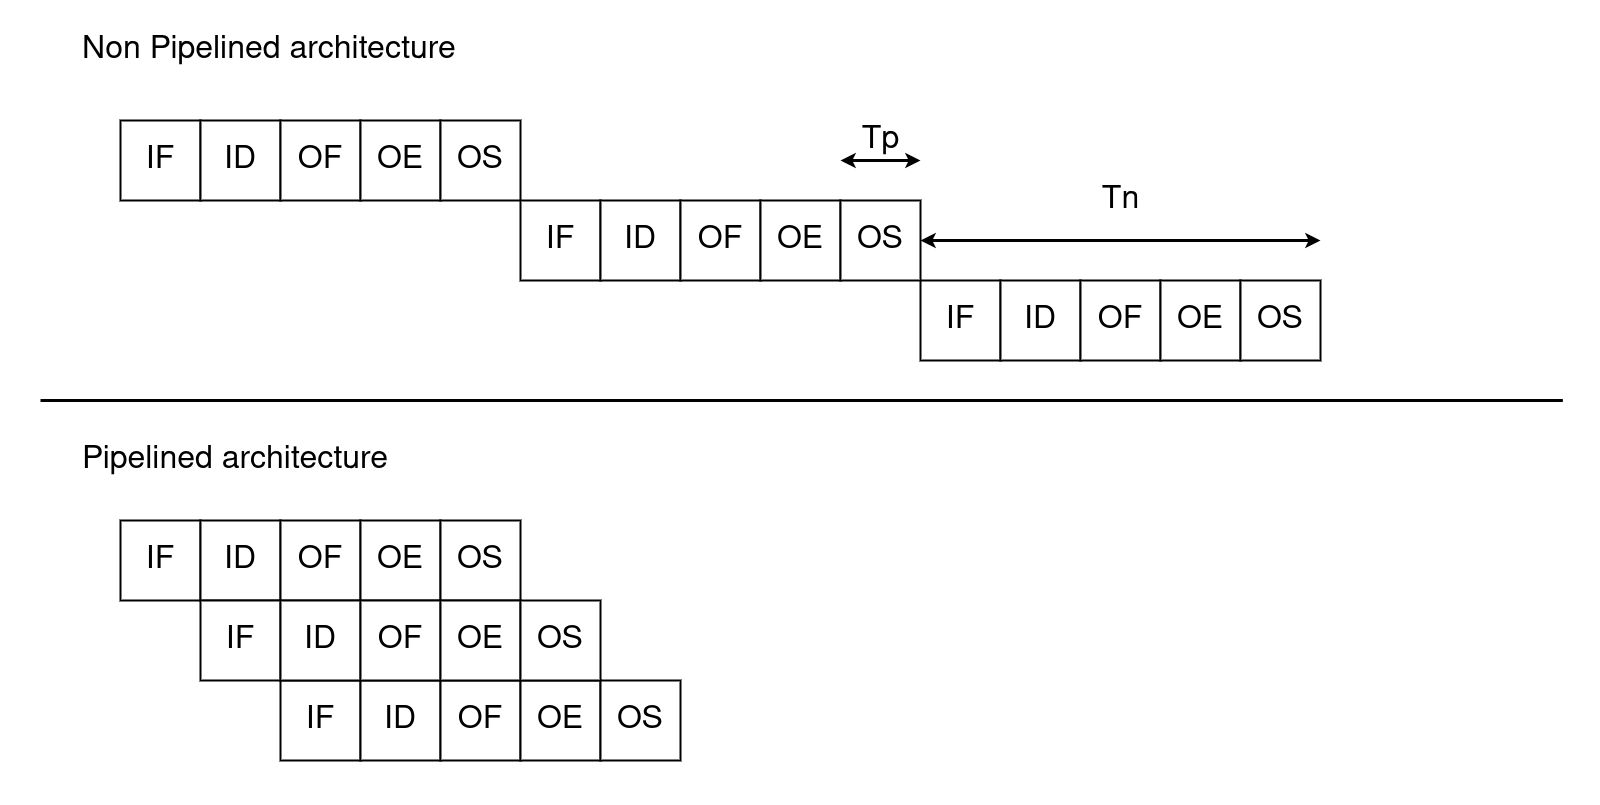 Non Pipelined architecture
Tp
IF ID OF OE OS
Tn
IF ID OF OE OS
IF ID OF OE OS
Pipelined architecture
IF ID OF OE OS
IF ID OF OE OS
IF ID OF OE OS